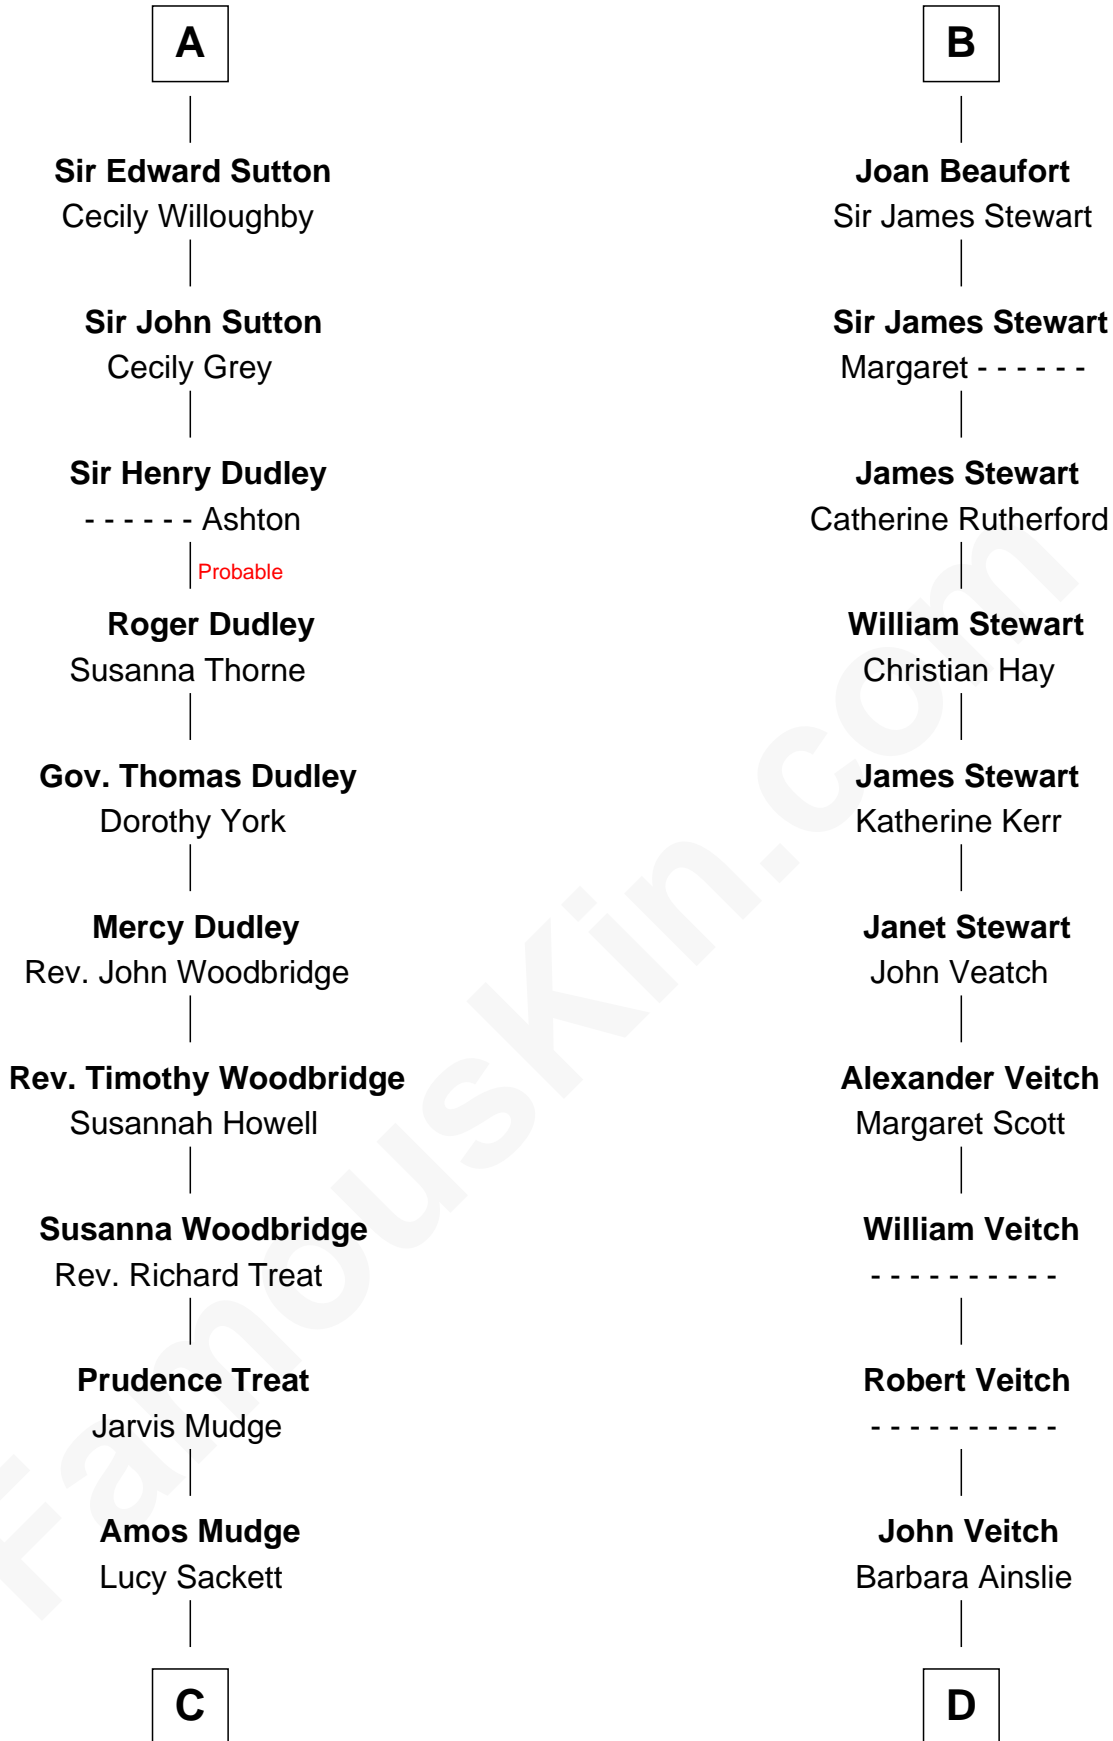 A
Sir Edward Sutton
Cecily Willoughby
Sir John Sutton
Cecily Grey
Sir Henry Dudley
- - - - - - Ashton
Probable
Roger Dudley
Susanna Thorne
Gov. Thomas Dudley
Dorothy York
Mercy Dudley
Rev. John Woodbridge
Rev. Timothy Woodbridge
Susannah Howell
Susanna Woodbridge
Rev. Richard Treat
Prudence Treat
Jarvis Mudge
Amos Mudge
Lucy Sackett
C
B
Joan Beaufort
Sir James Stewart
Sir James Stewart
Margaret - - - - - -
James Stewart
Catherine Rutherford
William Stewart
Christian Hay
James Stewart
Katherine Kerr
Janet Stewart
John Veatch
Alexander Veitch
Margaret Scott
William Veitch
- - - - - - - - - -
Robert Veitch
- - - - - - - - - -
John Veitch
Barbara Ainslie
D
FamousKin.com